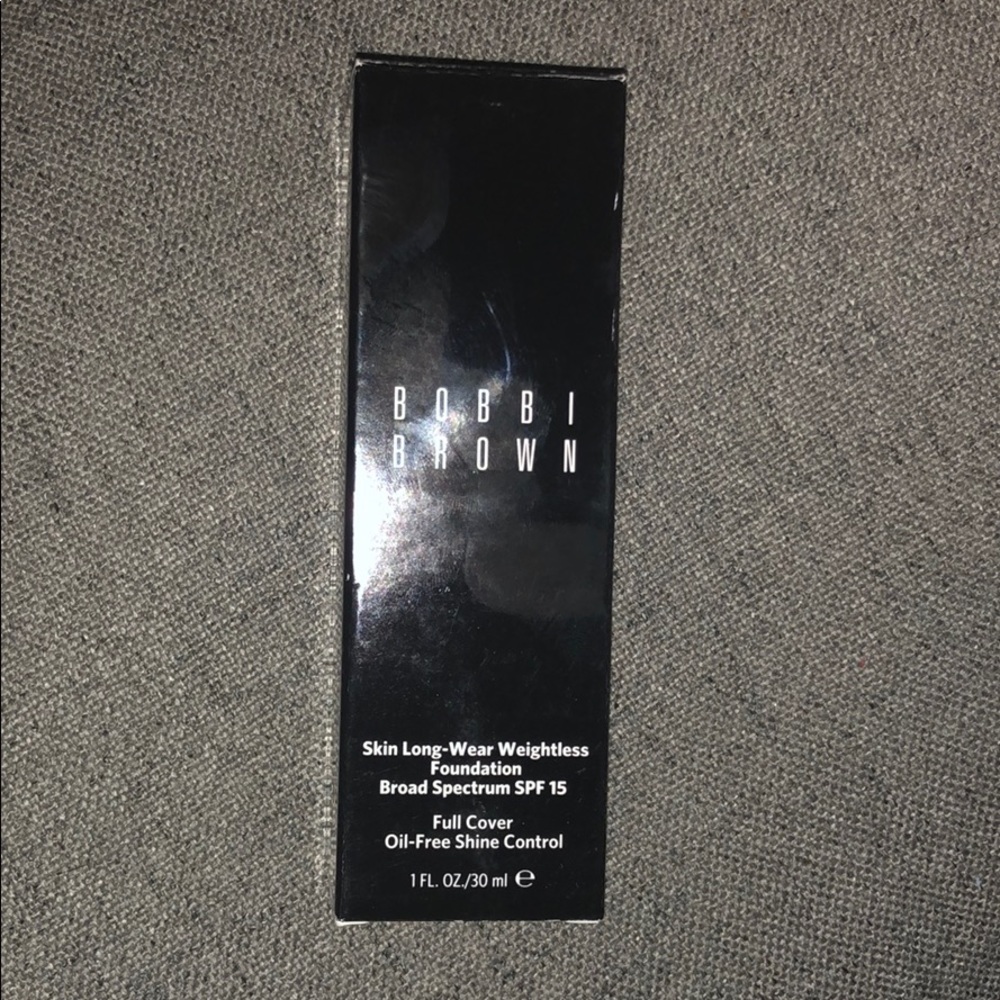 BOBBI
BROWN
Skin Long-Wear Weightless
Foundation
Broad Spectrum SPF 15
Full Cover
Oil-Free Shine Control
1 FL. OZ./30 ml ℮